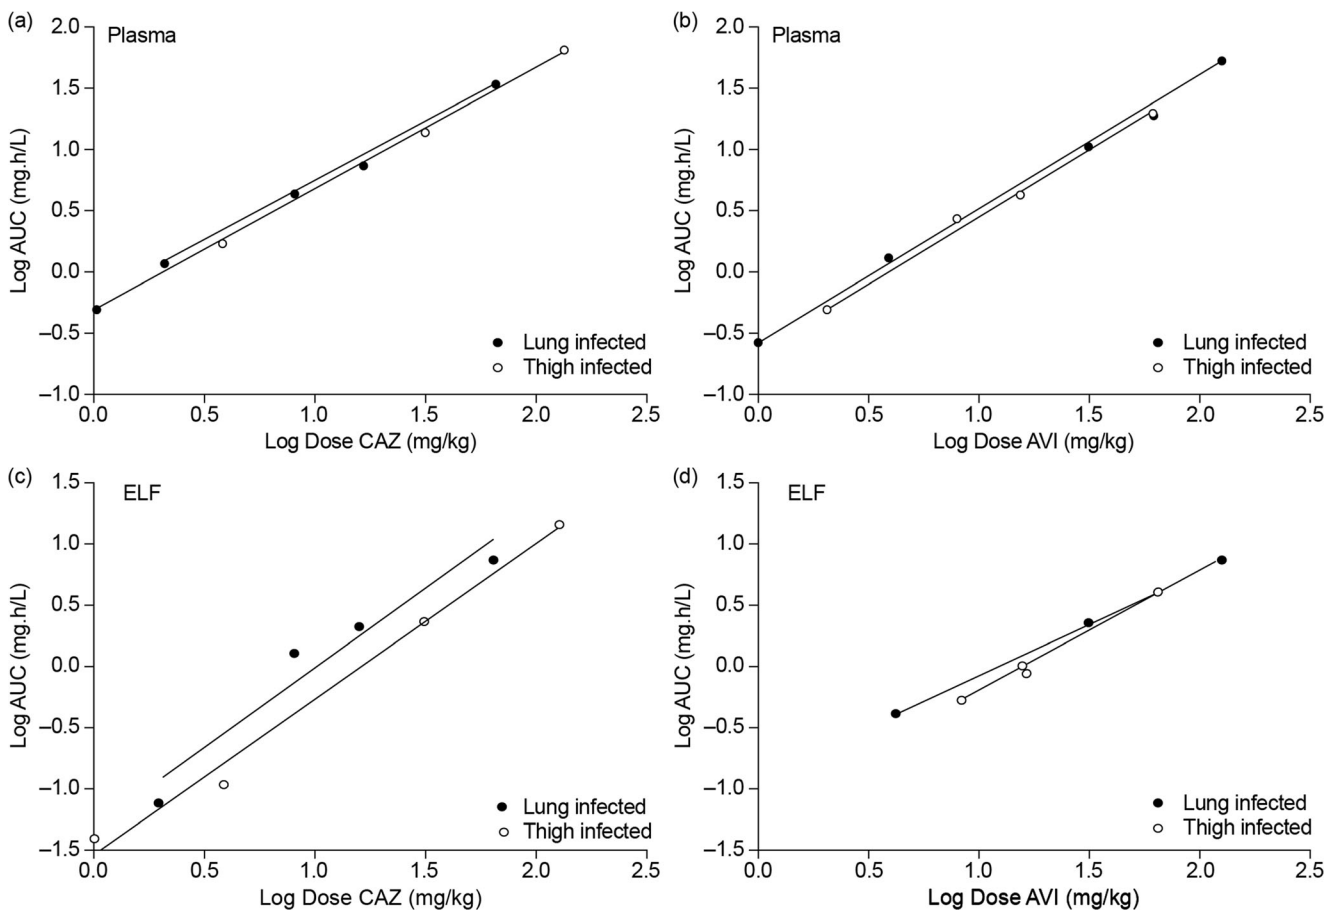 (a)
Plasma
2.0
1.5
1.0
0.5
0.0
–0.5
–1.0
Log AUC (mg.h/L)
Lung infected
Thigh infected
0.0 0.5 1.0 1.5 2.0 2.5
Log Dose CAZ (mg/kg)
(b)
Plasma
2.0
1.5
1.0
0.5
0.0
–0.5
–1.0
Log AUC (mg.h/L)
Lung infected
Thigh infected
0.0 0.5 1.0 1.5 2.0 2.5
Log Dose AVI (mg/kg)
(c)
ELF
1.5
1.0
0.5
0.0
–0.5
–1.0
–1.5
Log AUC (mg.h/L)
Lung infected
Thigh infected
0.0 0.5 1.0 1.5 2.0 2.5
Log Dose CAZ (mg/kg)
(d)
ELF
1.5
1.0
0.5
0.0
–0.5
–1.0
–1.5
Log AUC (mg.h/L)
Lung infected
Thigh infected
0.0 0.5 1.0 1.5 2.0 2.5
Log Dose AVI (mg/kg)